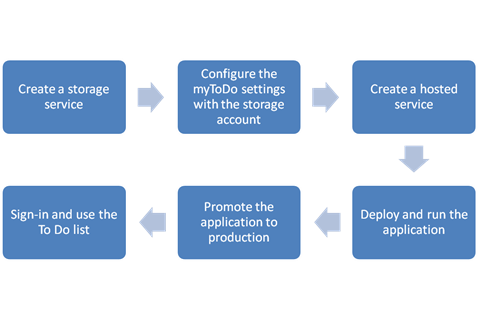 Create a storage
service
Configure the
myToDo settings
with the storage
account
Create a hosted
service
Deploy and run the
application
Promote the
application to
production
Sign-in and use the
To Do list